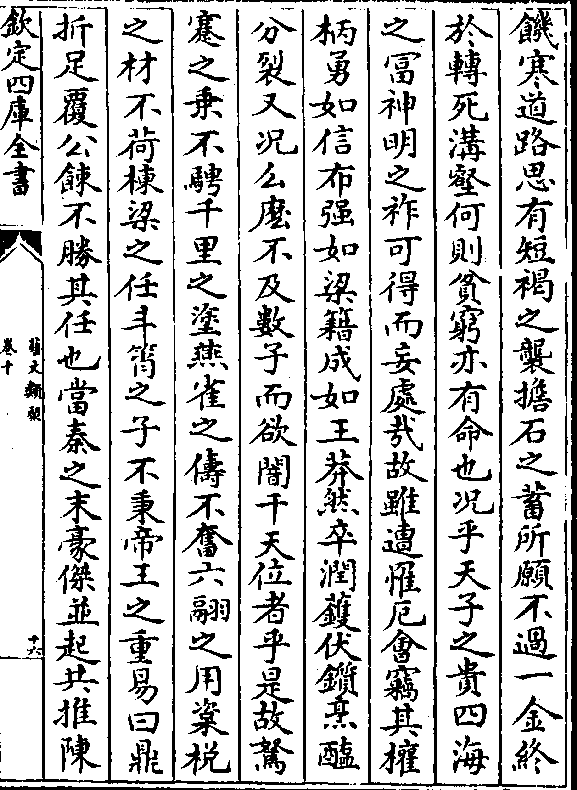 饑寒道路思有短褐之襲擔石之蓄所願不過一金終
於轉死溝壑何則貧窮亦有命也况乎天子之貴四海
之富神明之祚可得而妄處哉故雖遭惟厄會竊其權
柄勇如信布强如梁籍成如王莽然卒潤鑊伏鑕烹醢
分裂又况么麽不及數子而欲闇干天位者乎是故駑
蹇之乗不騁千里之塗燕雀之儔不奮六翮之用楶梲
之材不荷棟梁之任斗筲之子不秉帝王之重易曰鼎
折足覆公餗不勝其任也當秦之末豪傑並起共推陳
欽定四庫全書
藝文類聚
卷十
十六